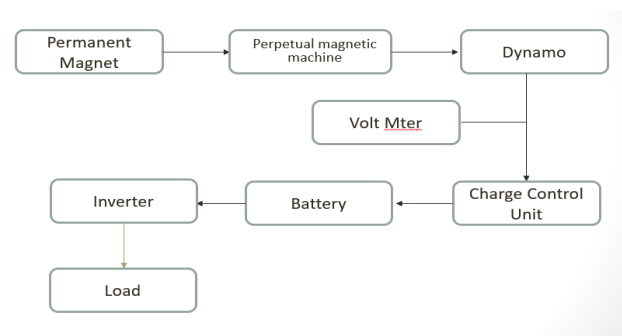 Permanent
Magnet
Perpetual magnetic
machine
Dynamo
Volt Mter
Charge Control
Unit
Battery
Inverter
Load